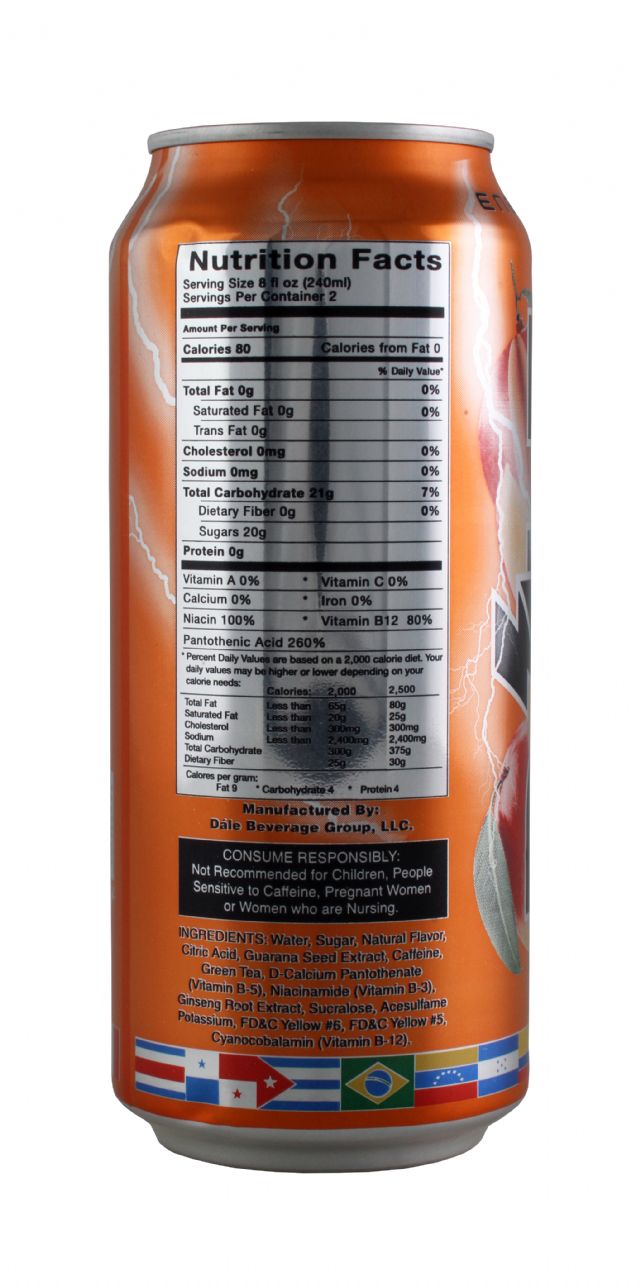 Nutrition Facts
Serving Size 8 fl oz (240ml)
Servings Per Container 2
Amount Per Serving
Calories 80 Calories from Fat 0
% Daily Value*
Total Fat 0g 0%
Saturated Fat 0g 0%
Trans Fat 0g
Cholesterol 0mg 0%
Sodium 0mg 0%
Total Carbohydrate 21g 7%
Dietary Fiber 0g 0%
Sugars 20g
Protein 0g
Vitamin A 0% * Vitamin C 0%
Calcium 0% * Iron 0%
Niacin 100% * Vitamin B12 80%
Pantothenic Acid 260%
*Percent Daily Values are based on a 2,000 calorie diet. Your
daily values may be higher or lower depending on your
calorie needs:
Calories: 2,000 2,500
Total Fat Less than 65g 80g
Saturated Fat Less than 20g 25g
Cholesterol Less than 300mg 300mg
Sodium Less than 2,400mg 2,400mg
Total Carbohydrate 300g 375g
Dietary Fiber 25g 30g
Calores per gram:
Fat 9 * Carbohydrate 4 * Protein 4
Manufactured By:
Dale Beverage Group, LLC.
CONSUME RESPONSIBLY:
Not Recommended for Children, People
Sensitive to Caffeine, Pregnant Women
or Women who are Nursing.
INGREDIENTS: Water, Sugar, Natural Flavor,
Citric Acid, Guarana Seed Extract, Caffeine,
Green Tea, D-Calcium Pantothenate
(Vitamin B-5), Niacinamide (Vitamin B-3),
Ginseng Root Extract, Sucralose, Acesulfame
Potassium, FD&C Yellow #6, FD&C Yellow #5,
Cyanocobalamin (Vitamin B-12).